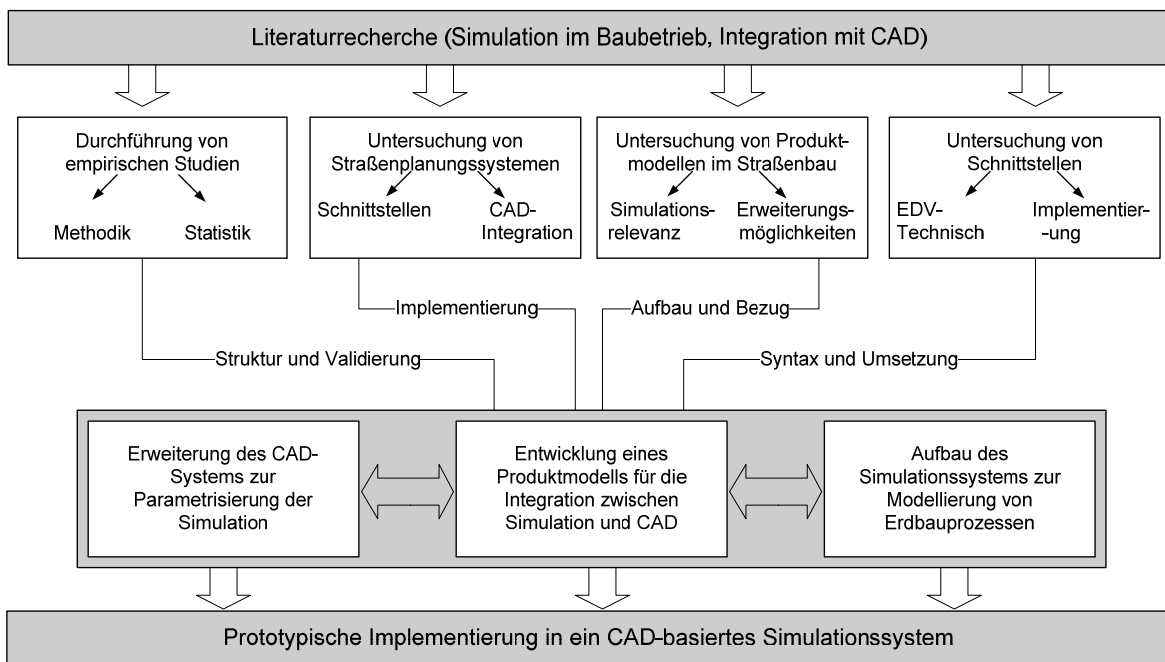 Literaturrecherche (Simulation im Baubetrieb, Integration mit CAD)
Durchführung von
empirischen Studien
Methodik
Statistik
Untersuchung von
Straßenplanungssystemen
Schnittstellen
CAD-
Integration
Untersuchung von Produkt-
modellen im Straßenbau
Simulations-
relevanz
Erweiterungs-
möglichkeiten
Untersuchung von
Schnittstellen
EDV-
Technisch
Implementier-
-ung
Implementierung
Aufbau und Bezug
Struktur und Validierung
Syntax und Umsetzung
Erweiterung des CAD-
Systems zur
Parametrisierung der
Simulation
Entwicklung eines
Produktmodells für die
Integration zwischen
Simulation und CAD
Aufbau des
Simulationssystems zur
Modellierung von
Erdbauprozessen
Prototypische Implementierung in ein CAD-basiertes Simulationssystem